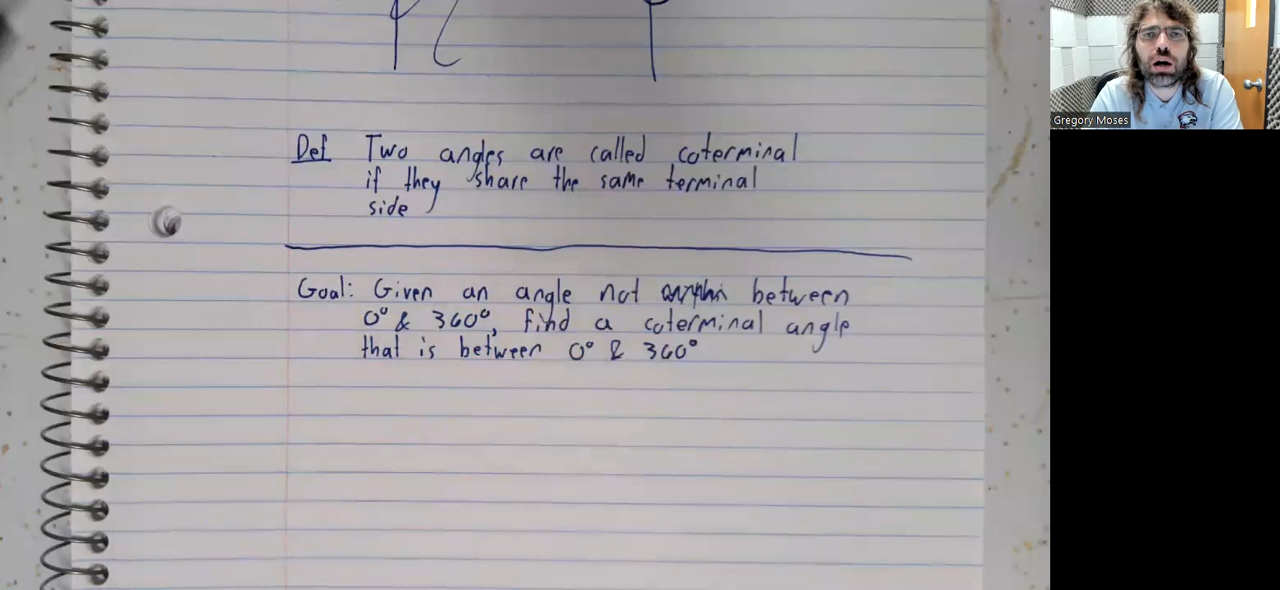 Def Two angles are called coterminal
if they share the same terminal
side
Goal: Given an angle not between
0° & 360°, find a coterminal angle
that is between 0° & 360°
Gregory Moses